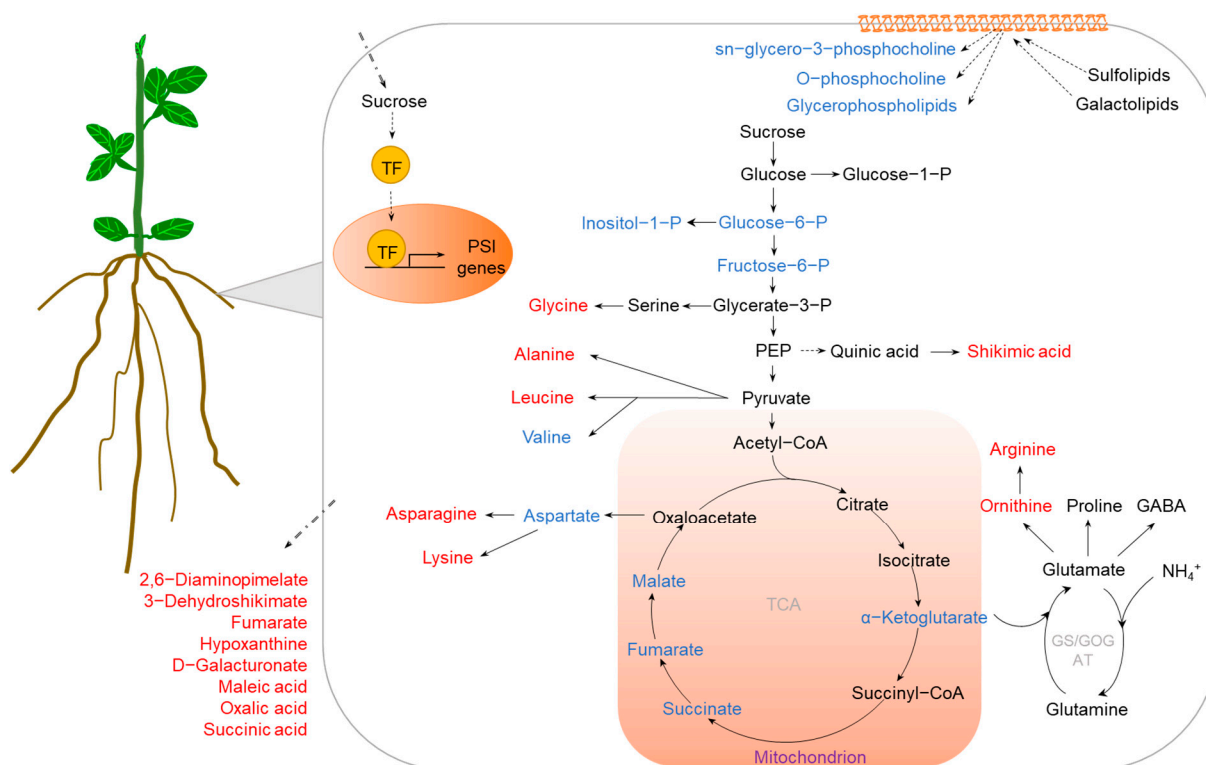 sn-glycero-3-phosphocholine
O-phosphocholine
Glycerophospholipids
Sulfolipids
Galactolipids
Sucrose
TF
TF
PSI
genes
Sucrose
Glucose
Glucose-1-P
Inositol-1-P
Glucose-6-P
Fructose-6-P
Glycine
Serine
Glycerate-3-P
PEP
Quinic acid
Shikimic acid
Alanine
Leucine
Valine
Pyruvate
Acetyl-CoA
Citrate
Isocitrate
α-Ketoglutarate
Succinyl-CoA
Succinate
Fumarate
Malate
Oxaloacetate
TCA
Mitochondrion
Asparagine
Aspartate
Lysine
Arginine
Ornithine
Proline
GABA
Glutamate
NH₄⁺
GS/GOG
AT
Glutamine
2,6-Diaminopimelate
3-Dehydroshikimate
Fumarate
Hypoxanthine
D-Galacturonate
Maleic acid
Oxalic acid
Succinic acid